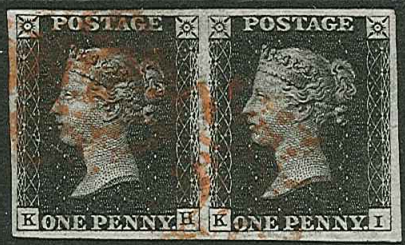 POSTAGE POSTAGE
K ONE PENNY. H K ONE PENNY. I